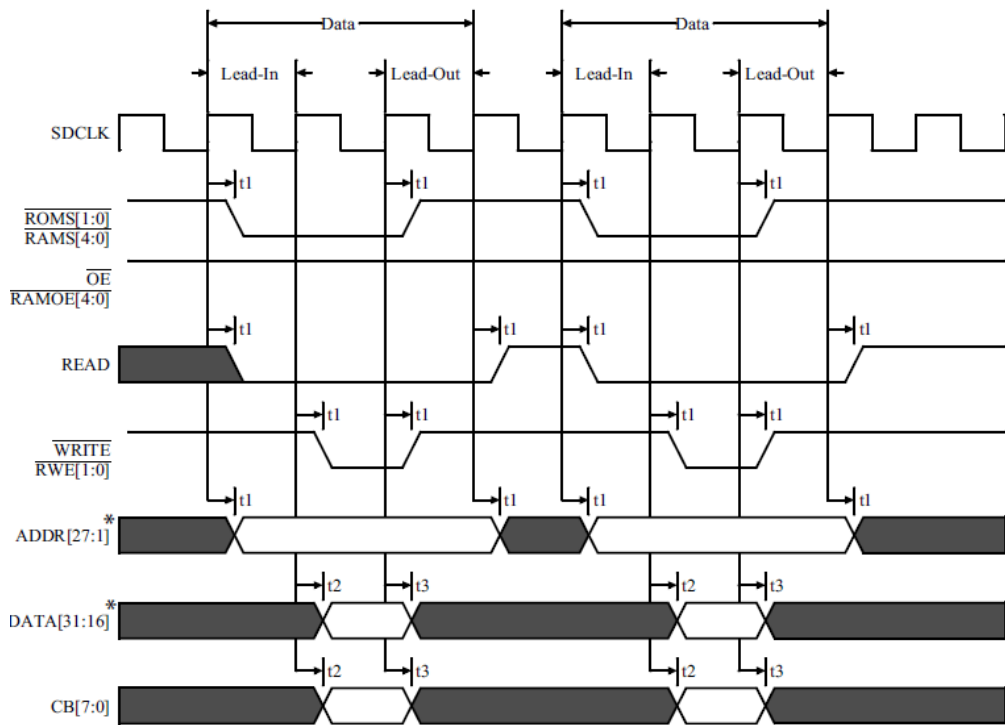 Data Data
Lead-In Lead-Out Lead-In Lead-Out
SDCLK
t1 t1 t1 t1
ROMS[1:0]
RAMS[4:0]
OE
RAMOE[4:0]
t1 t1 t1 t1
READ
t1 t1 t1 t1
WRITE
RWE[1:0]
t1 t1 t1 t1
*
ADDR[27:1]
t2 t3 t2 t3
*
DATA[31:16]
t2 t3 t2 t3
CB[7:0]